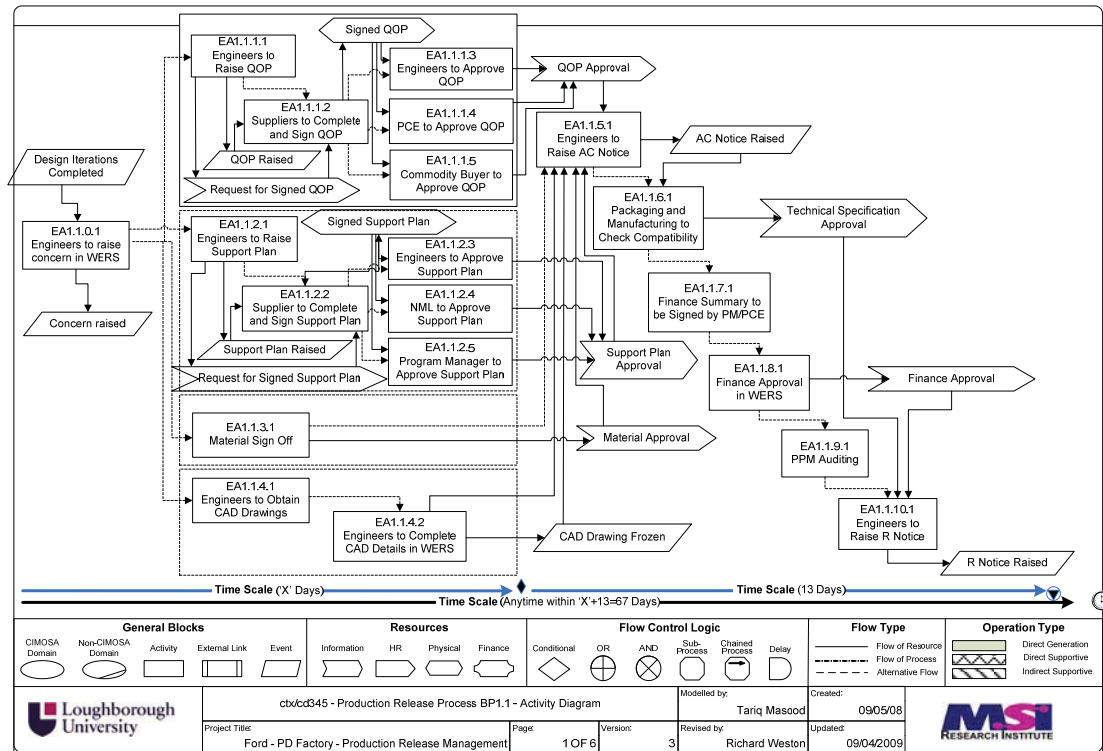 Signed QOP
EA1.1.1.1
Engineers to
Raise QOP
EA1.1.1.3
Engineers to Approve
QOP
QOP Approval
EA1.1.1.2
Suppliers to Complete
and Sign QOP
EA1.1.1.4
PCE to Approve QOP
EA1.1.5.1
Engineers to
Raise AC Notice
AC Notice Raised
Design Iterations
Completed
QOP Raised
EA1.1.1.5
Commodity Buyer to
Approve QOP
Request for Signed QOP
EA1.1.6.1
Packaging and
Manufacturing to
Check Compatibility
Technical Specification
Approval
EA1.1.0.1
Engineers to raise
concern in WERS
EA1.1.2.1
Engineers to Raise
Support Plan
Signed Support Plan
EA1.1.2.3
Engineers to Approve
Support Plan
EA1.1.2.2
Supplier to Complete
and Sign Support Plan
EA1.1.2.4
NML to Approve
Support Plan
EA1.1.7.1
Finance Summary to
be Signed by PM/PCE
Concern raised
Support Plan Raised
EA1.1.2.5
Program Manager to
Approve Support Plan
Support Plan
Approval
Request for Signed Support Plan
EA1.1.8.1
Finance Approval
in WERS
Finance Approval
EA1.1.3.1
Material Sign Off
Material Approval
EA1.1.9.1
PPM Auditing
EA1.1.4.1
Engineers to Obtain
CAD Drawings
EA1.1.4.2
Engineers to Complete
CAD Details in WERS
CAD Drawing Frozen
EA1.1.10.1
Engineers to
Raise R Notice
R Notice Raised
Time Scale ('X' Days)
Time Scale (13 Days)
Time Scale (Anytime within 'X'+13=67 Days)
General Blocks
Resources
Flow Control Logic
Flow Type
Operation Type
CIMOSA
Domain
Non-CIMOSA
Domain
Activity
External Link
Event
Information
HR
Physical
Finance
Conditional
OR
AND
Sub-
Process
Chained
Process
Delay
Flow of Resource
Flow of Process
Alternative Flow
Direct Generation
Direct Supportive
Indirect Supportive
Loughborough
University
ctx/cd345 - Production Release Process BP1.1 - Activity Diagram
Modelled by:
Tariq Masood
Created:
09/05/08
Project Title:
Ford - PD Factory - Production Release Management
Page:
1 OF 6
Version:
3
Revised by:
Richard Weston
Updated:
09/04/2009
MSI
RESEARCH INSTITUTE